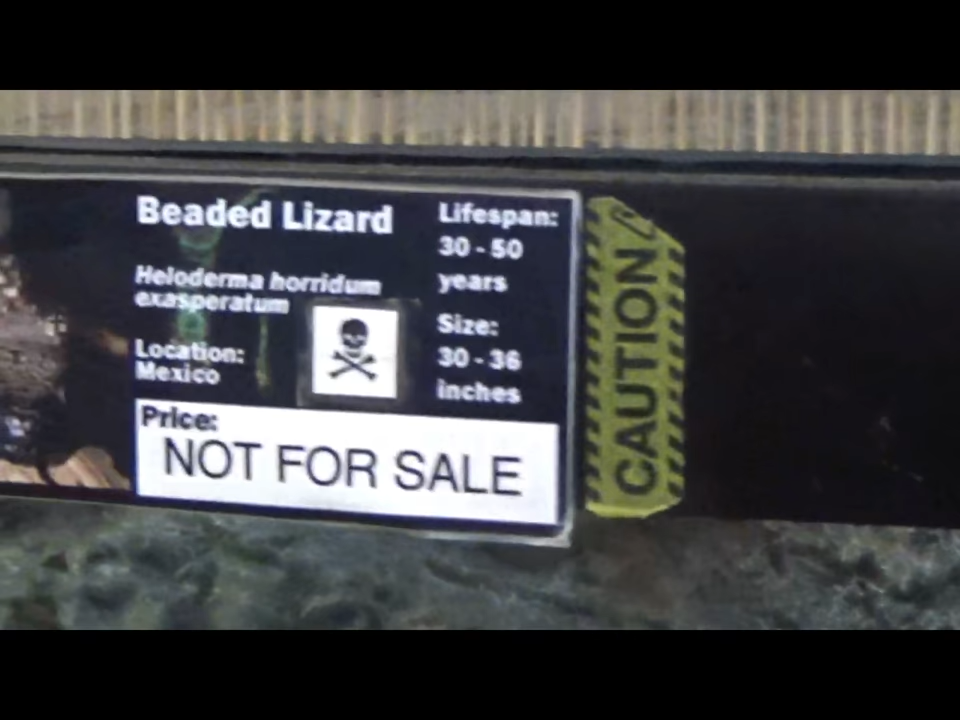 Beaded Lizard
Heloderma horridum
exasperatum
Location:
Mexico
Lifespan:
30 - 50
years
Size:
30 - 36
inches
Price:
NOT FOR SALE
CAUTION